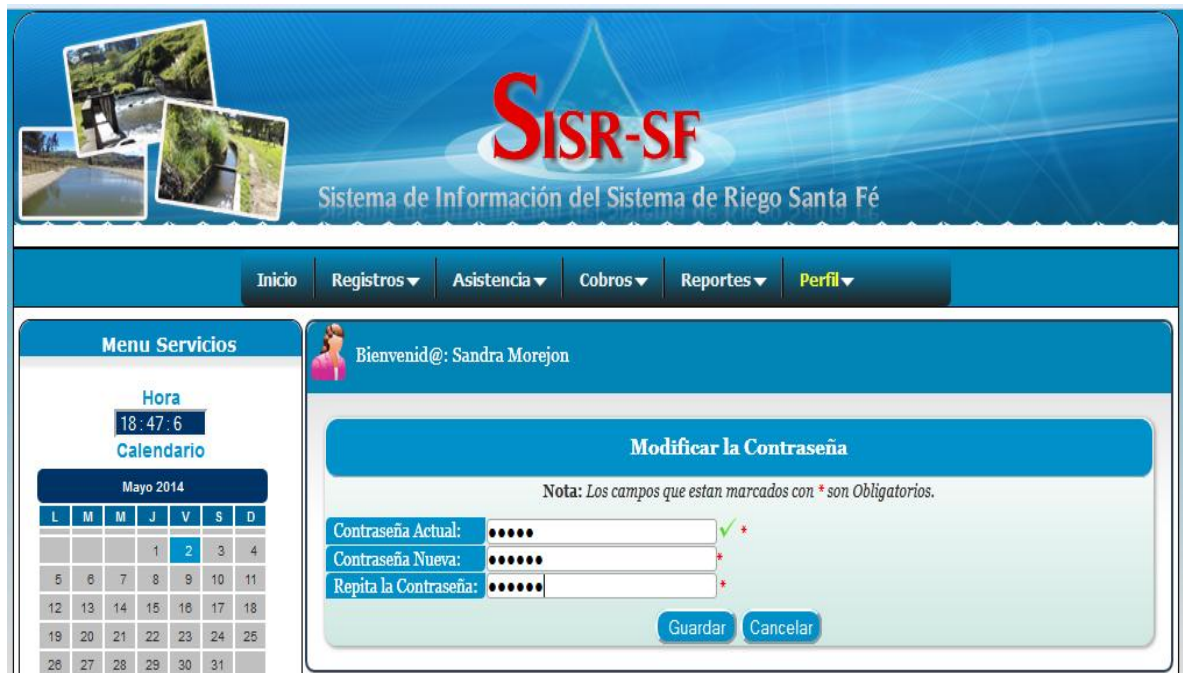 SISR-SF
Sistema de Información del Sistema de Riego Santa Fé
Inicio Registros Asistencia Cobros Reportes Perfil
Menu Servicios
Hora
18:47:6
Calendario
Mayo 2014
L M M J V S D
1 2 3 4
5 6 7 8 9 10 11
12 13 14 15 16 17 18
19 20 21 22 23 24 25
26 27 28 29 30 31
Bienvenid@: Sandra Morejon
Modificar la Contraseña
Nota: Los campos que estan marcados con * son Obligatorios.
Contraseña Actual: ••••• *
Contraseña Nueva: •••••• *
Repita la Contraseña: •••••• *
Guardar Cancelar